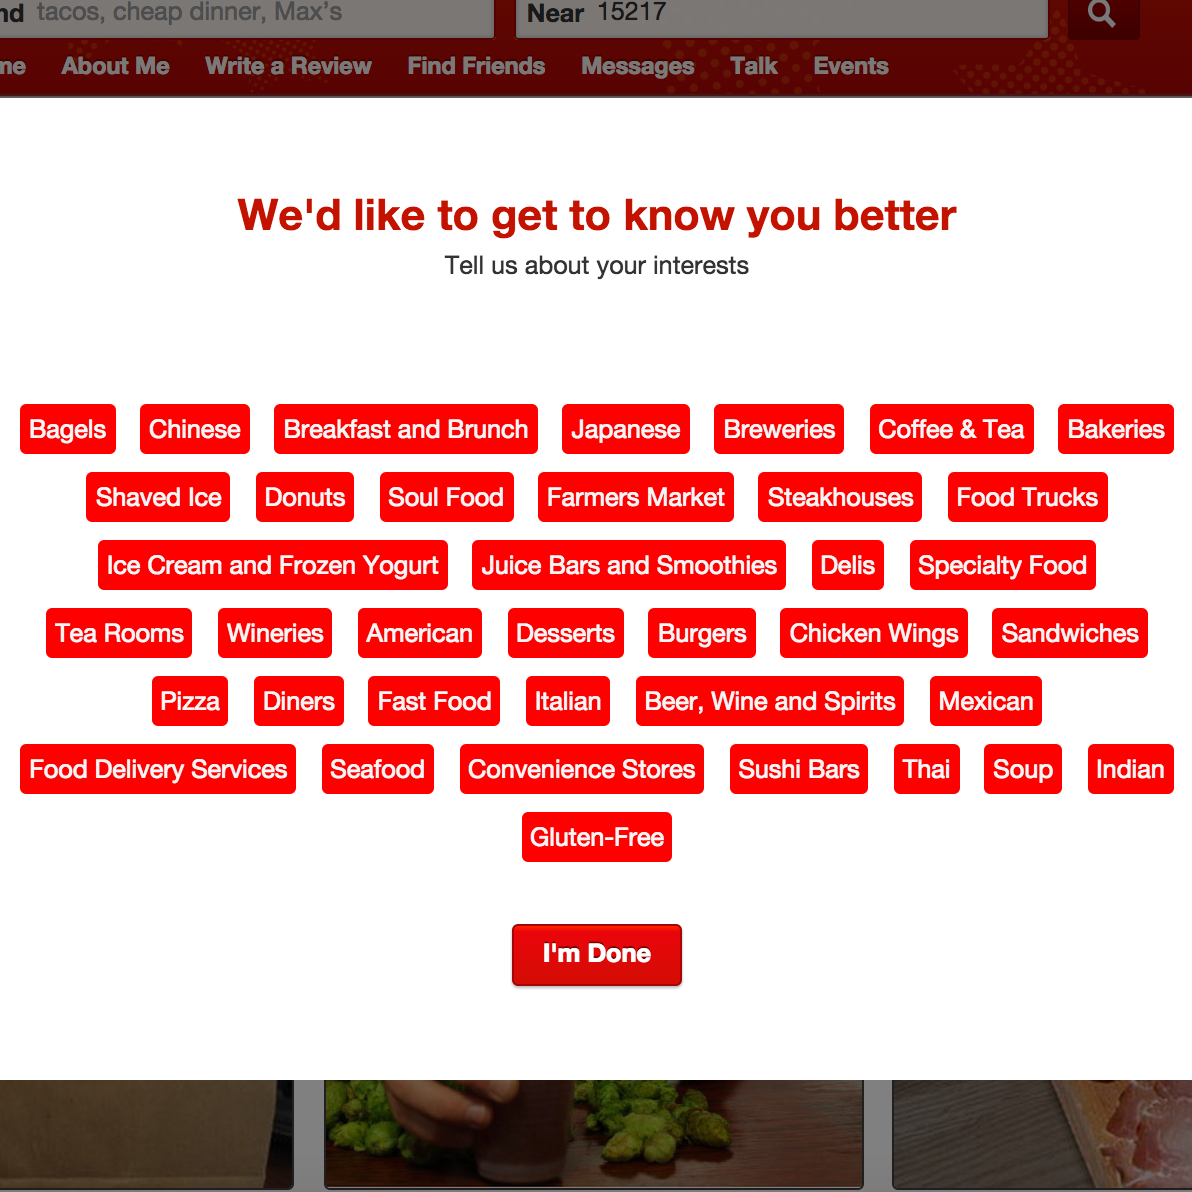 nd tacos, cheap dinner, Max's Near 15217
ne About Me Write a Review Find Friends Messages Talk Events
We'd like to get to know you better
Tell us about your interests
Bagels Chinese Breakfast and Brunch Japanese Breweries Coffee & Tea Bakeries
Shaved Ice Donuts Soul Food Farmers Market Steakhouses Food Trucks
Ice Cream and Frozen Yogurt Juice Bars and Smoothies Delis Specialty Food
Tea Rooms Wineries American Desserts Burgers Chicken Wings Sandwiches
Pizza Diners Fast Food Italian Beer, Wine and Spirits Mexican
Food Delivery Services Seafood Convenience Stores Sushi Bars Thai Soup Indian
Gluten-Free
I'm Done